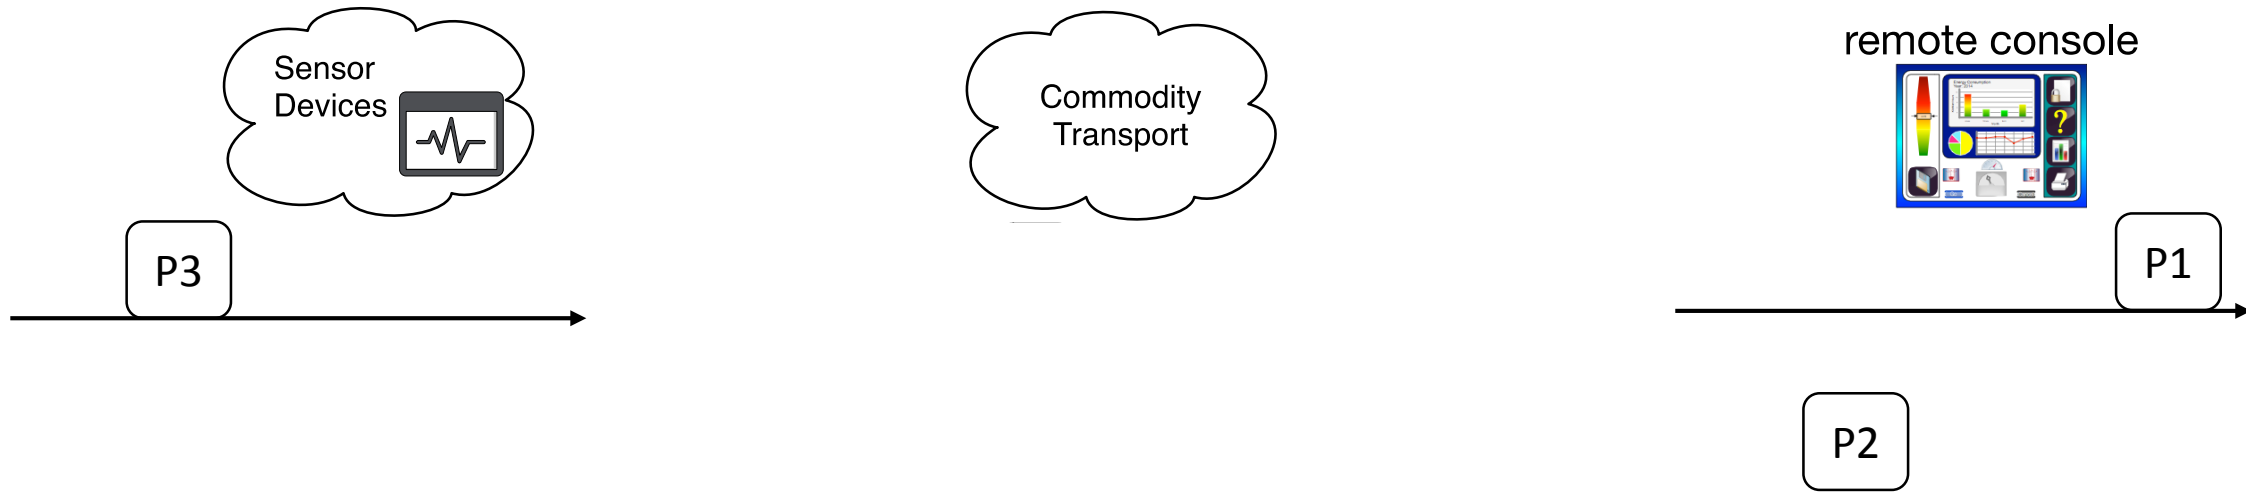 Sensor
Devices
Commodity
Transport
remote console
?
P3
P1
P2